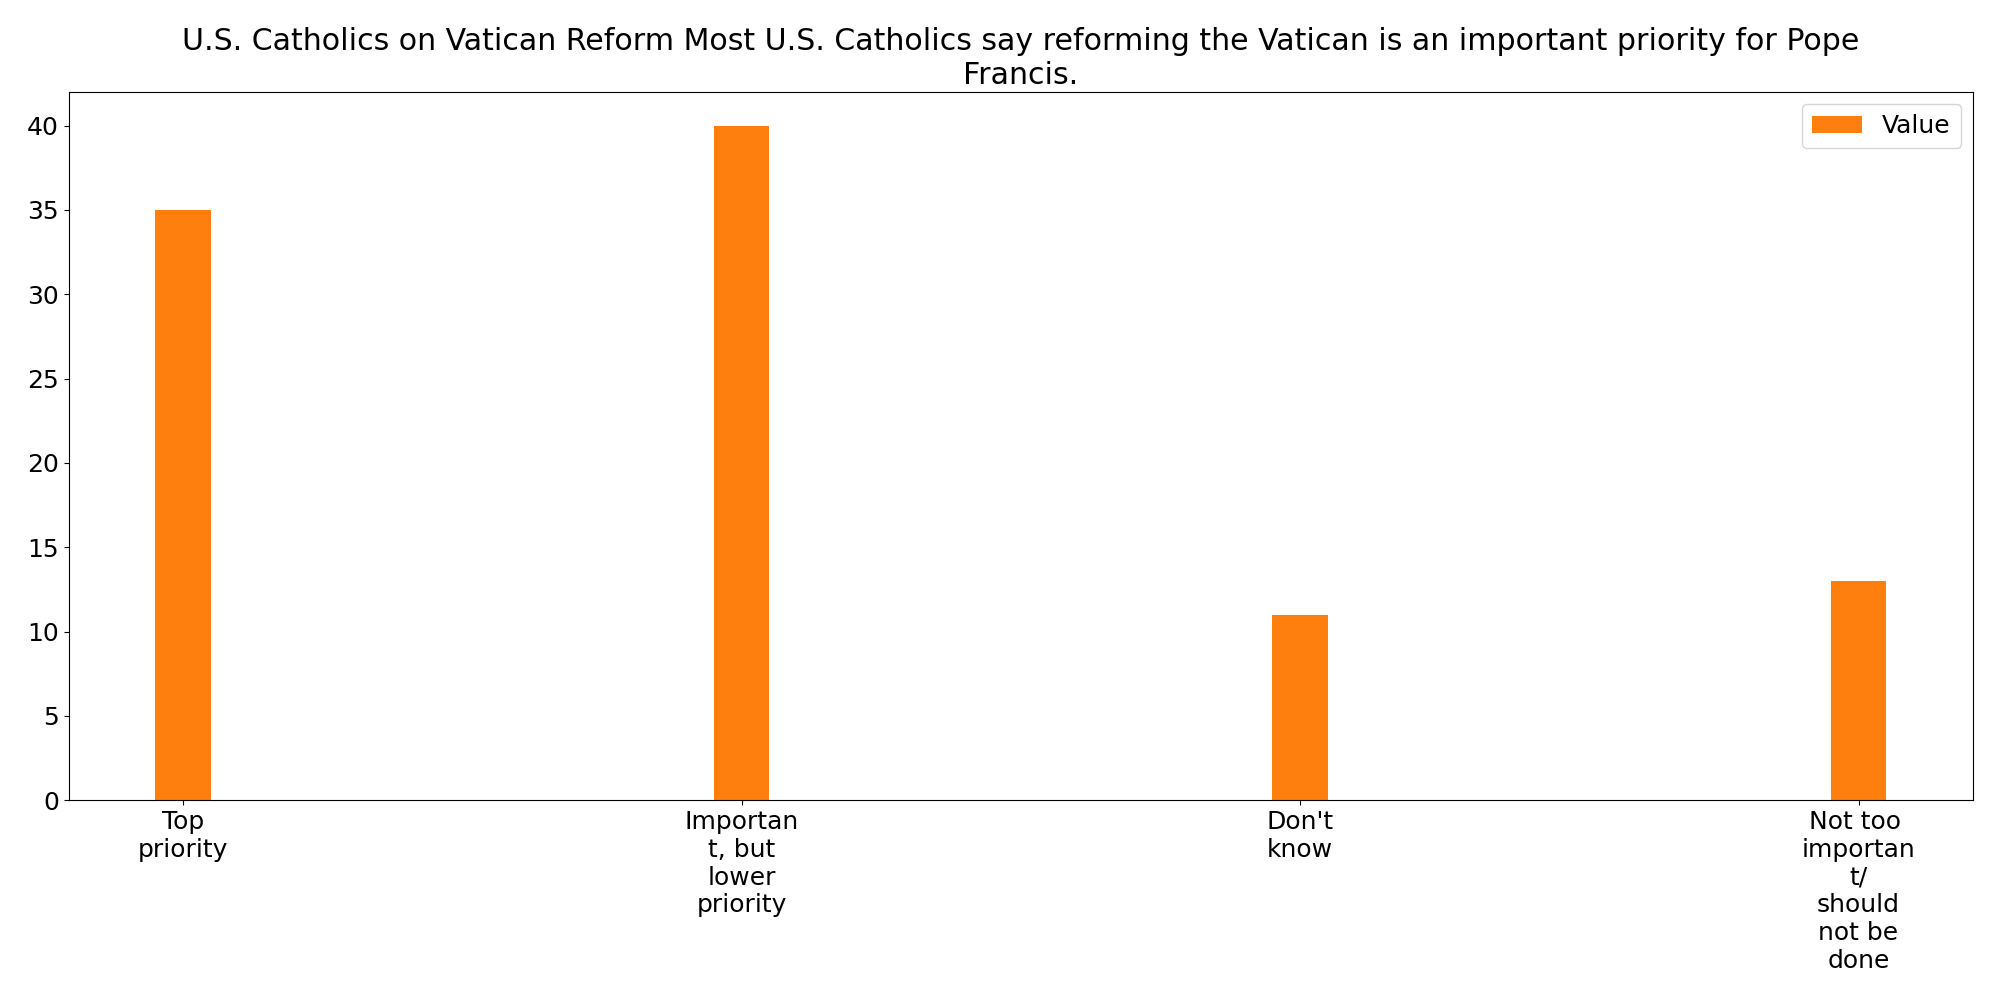 U.S. Catholics on Vatican Reform Most U.S. Catholics say reforming the Vatican is an important priority for Pope
Francis.
Value
40
35
30
25
20
15
10
5
0
Top
priority
Importan
t, but
lower
priority
Don't
know
Not too
importan
t/
should
not be
done